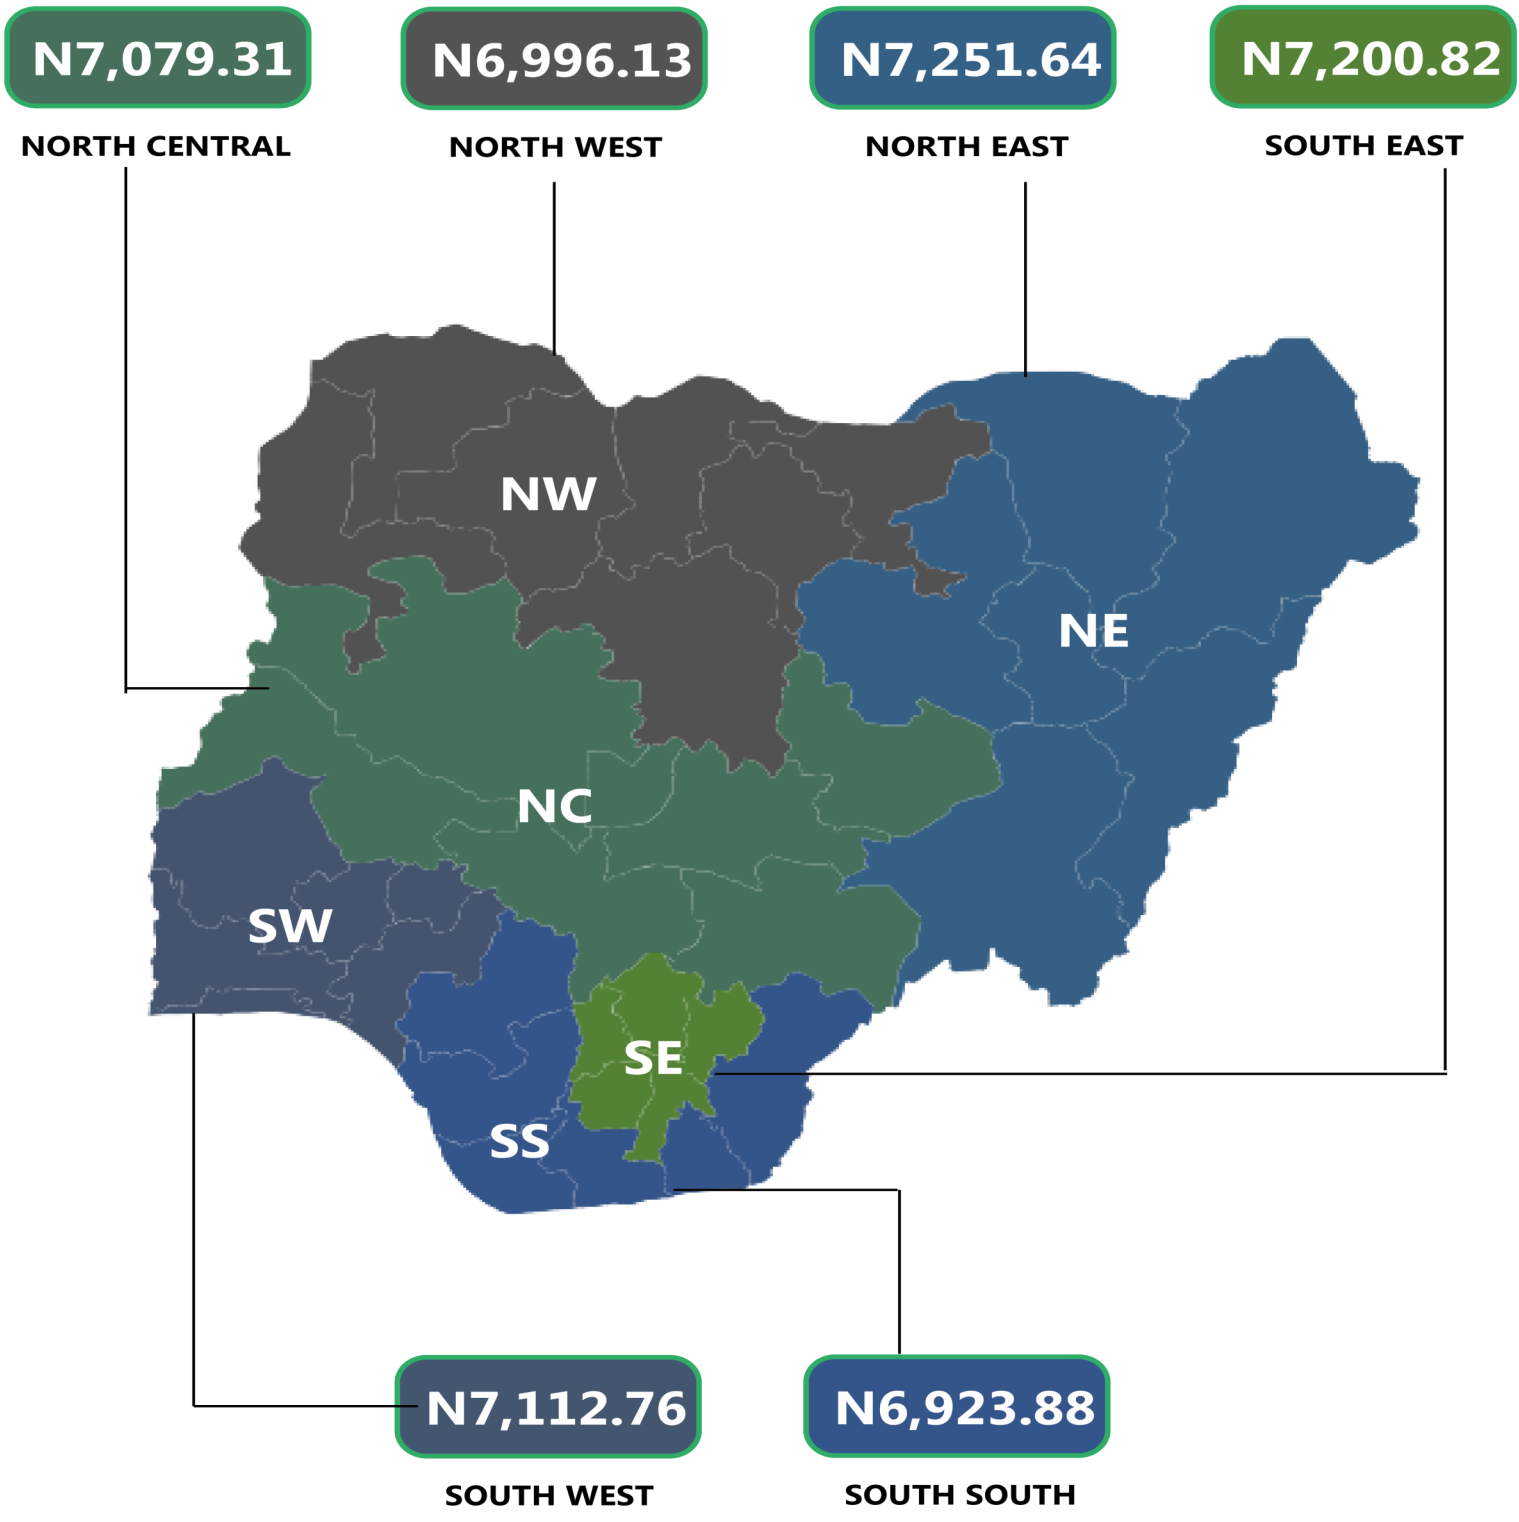 N7,079.31
NORTH CENTRAL
N6,996.13
NORTH WEST
N7,251.64
NORTH EAST
N7,200.82
SOUTH EAST
NW
NE
NC
SW
SE
SS
N7,112.76
SOUTH WEST
N6,923.88
SOUTH SOUTH